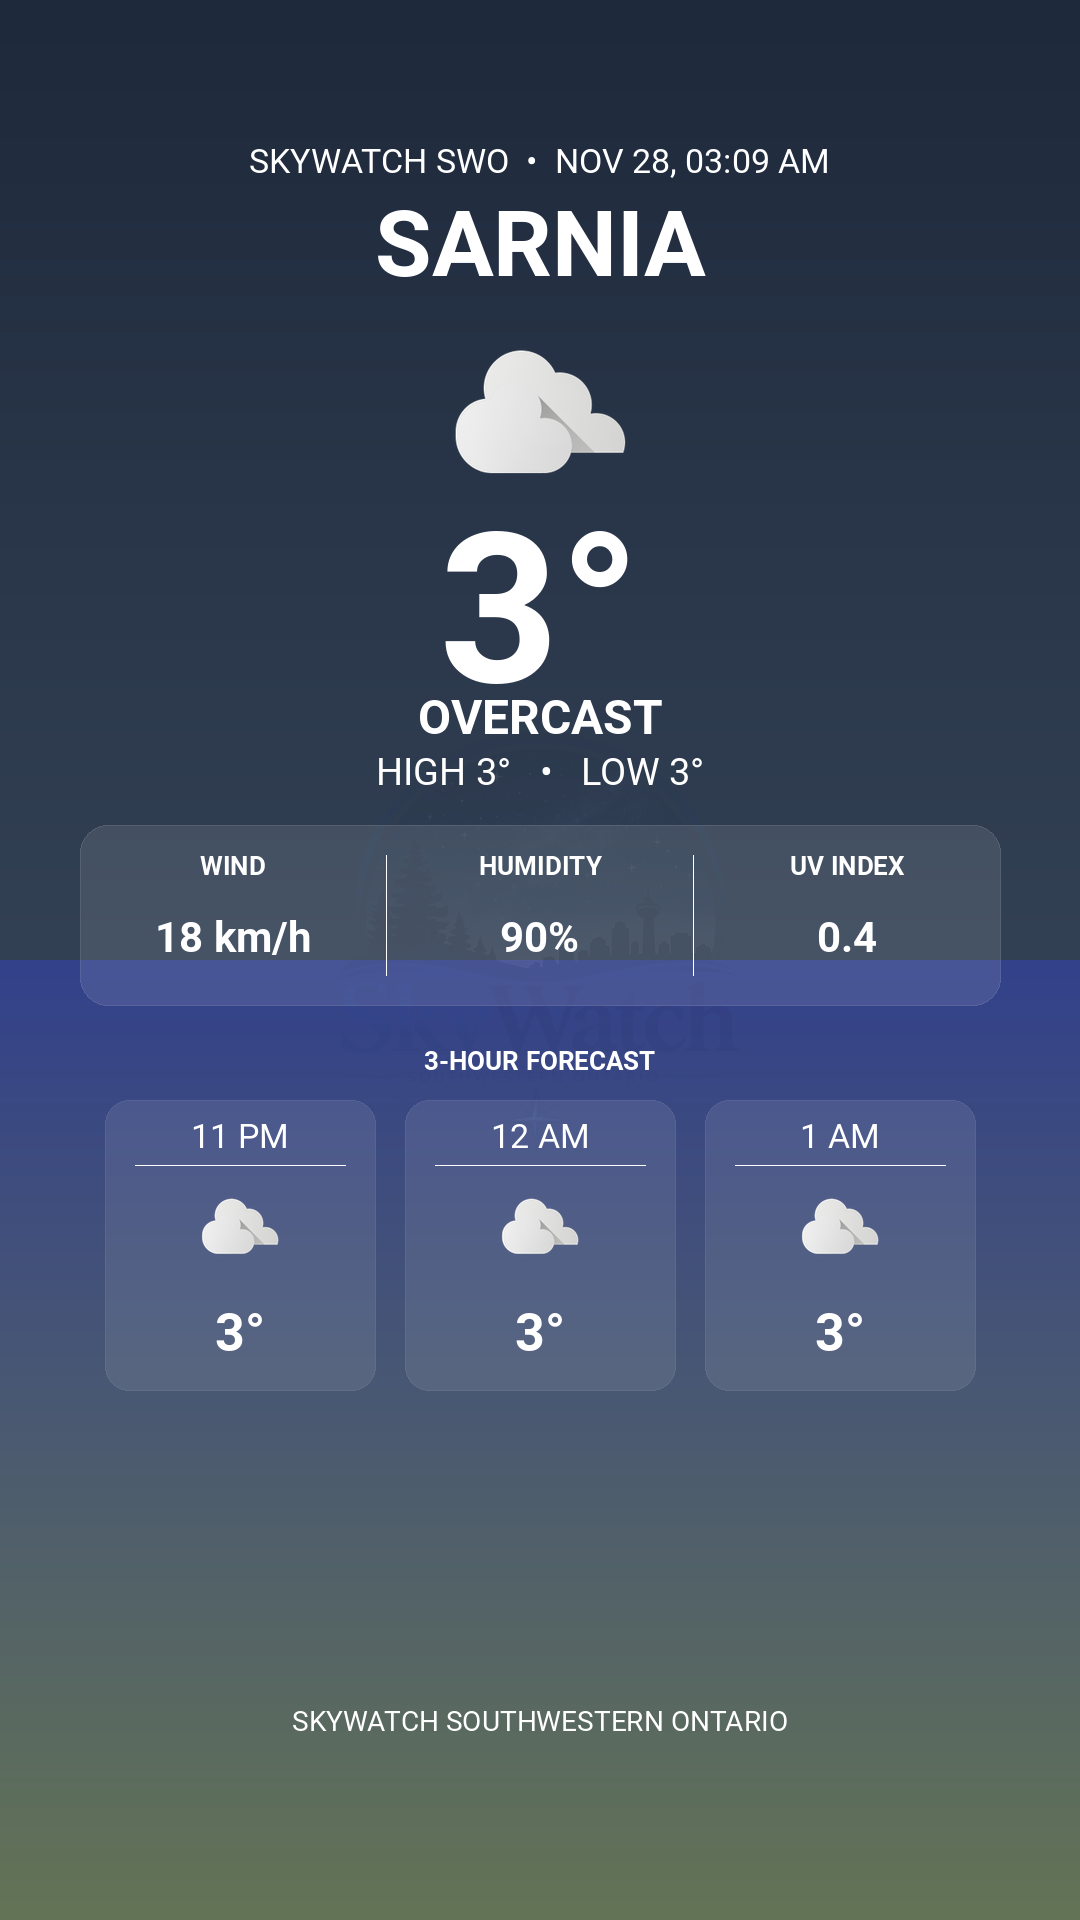 SKYWATCH SWO • NOV 28, 03:09 AM
SARNIA
3°
OVERCAST
HIGH 3° • LOW 3°
WIND HUMIDITY UV INDEX
18 km/h 90% 0.4
SkyWatch
3-HOUR FORECAST
11 PM 12 AM 1 AM
3° 3° 3°
SKYWATCH SOUTHWESTERN ONTARIO